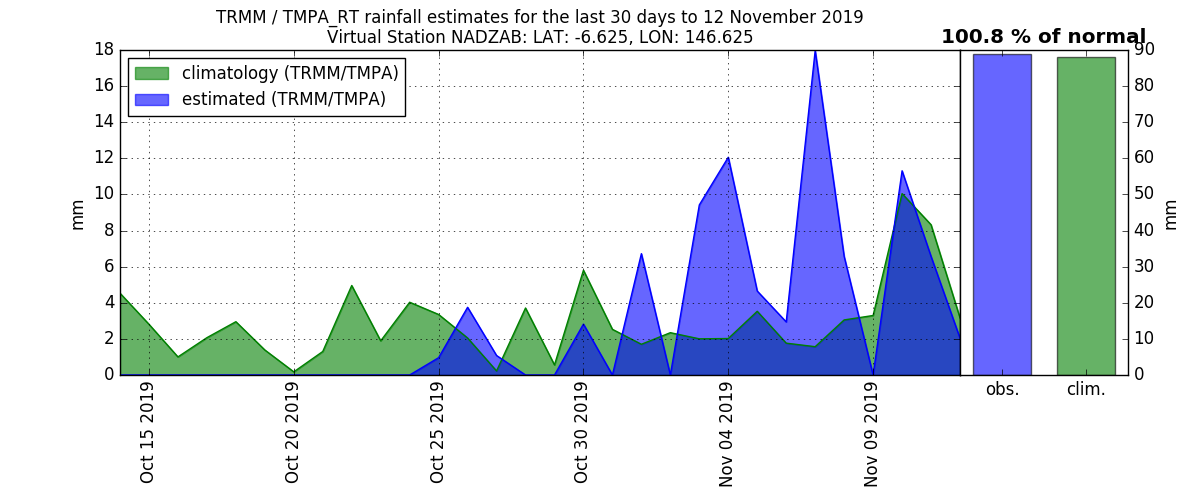 TRMM / TMPA_RT rainfall estimates for the last 30 days to 12 November 2019
Virtual Station NADZAB: LAT: -6.625, LON: 146.625
100.8 % of normal
climatology (TRMM/TMPA)
estimated (TRMM/TMPA)
18
16
14
12
10
8
6
4
2
0
mm
90
80
70
60
50
40
30
20
10
0
mm
Oct 15 2019
Oct 20 2019
Oct 25 2019
Oct 30 2019
Nov 04 2019
Nov 09 2019
obs.
clim.